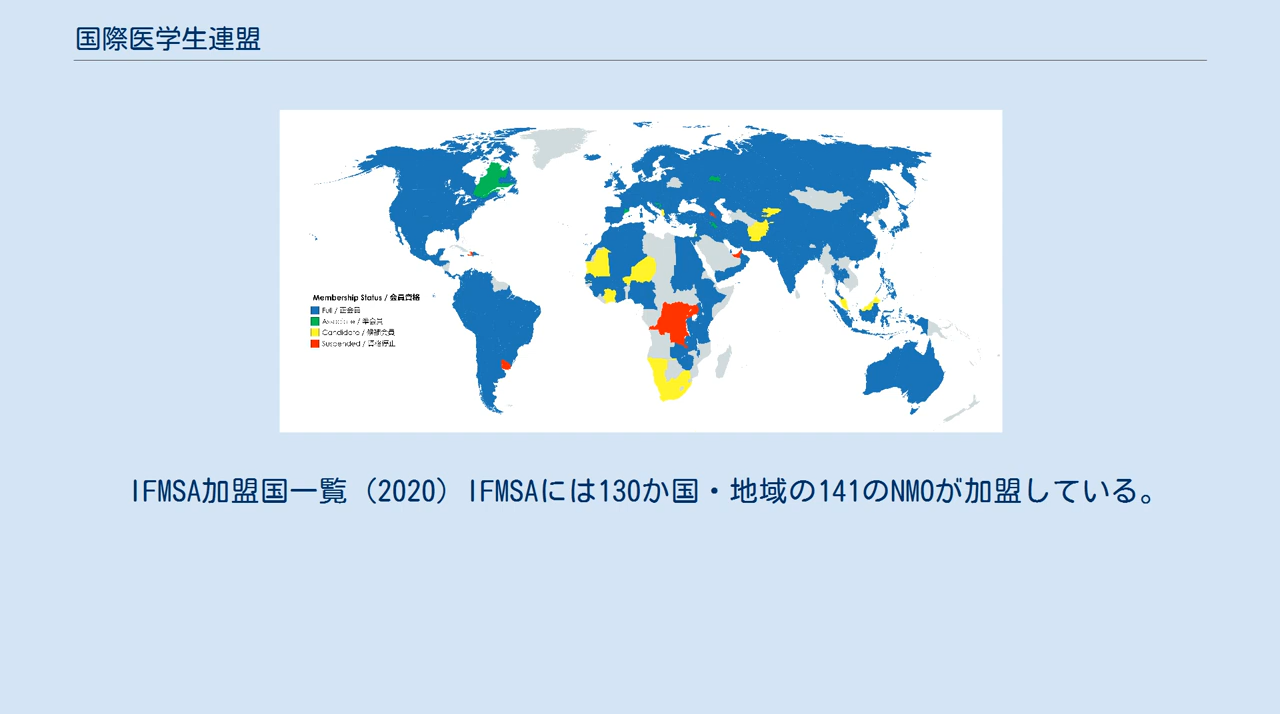 国際医学生連盟
Membership Status / 会員資格
Full / 正会員
Associate / 準会員
Candidate / 候補会員
Suspended / 資格停止
IFMSA加盟国一覧（2020）IFMSAには130か国・地域の141のNMOが加盟している。